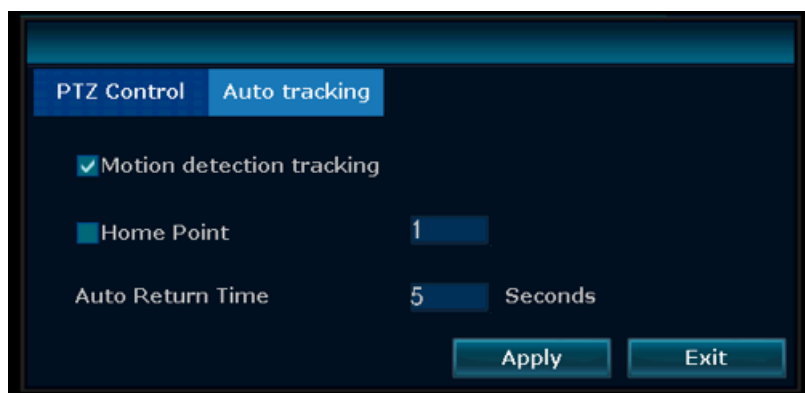 PTZ Control Auto tracking
Motion detection tracking
Home Point 1
Auto Return Time 5 Seconds
Apply Exit